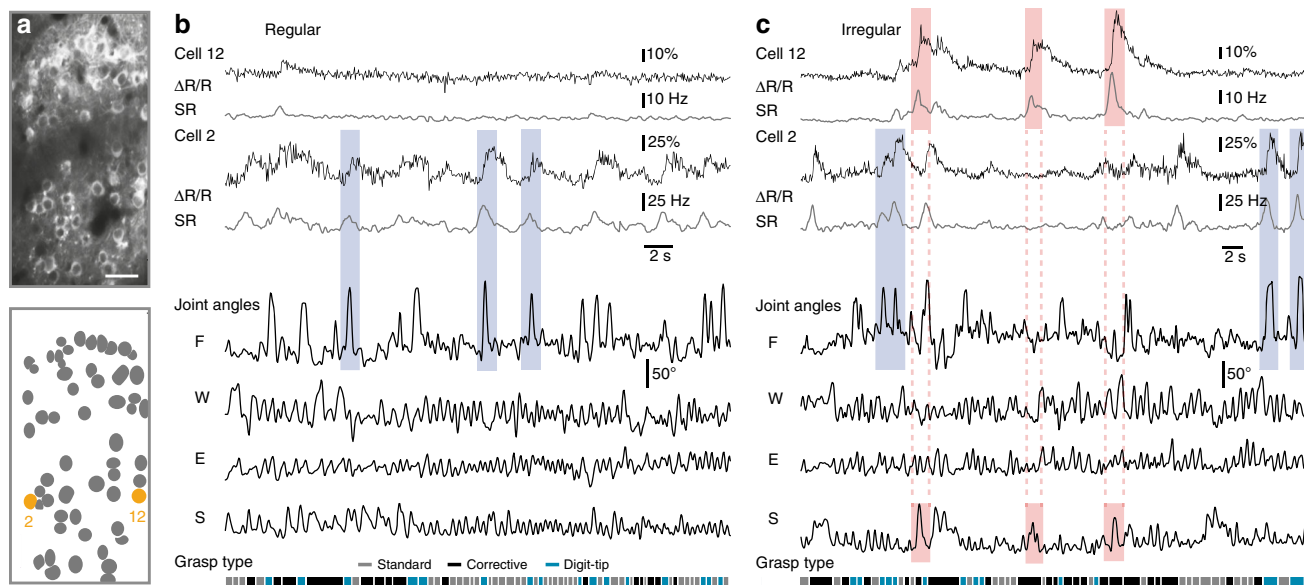 a
2
12
b
Regular
Cell 12
10%
ΔR/R
SR
10 Hz
Cell 2
25%
ΔR/R
SR
25 Hz
2 s
Joint angles
F
50°
W
E
S
Grasp type
Standard
Corrective
Digit-tip
c
Irregular
Cell 12
10%
ΔR/R
SR
10 Hz
Cell 2
25%
ΔR/R
SR
25 Hz
2 s
Joint angles
F
50°
W
E
S
Grasp type